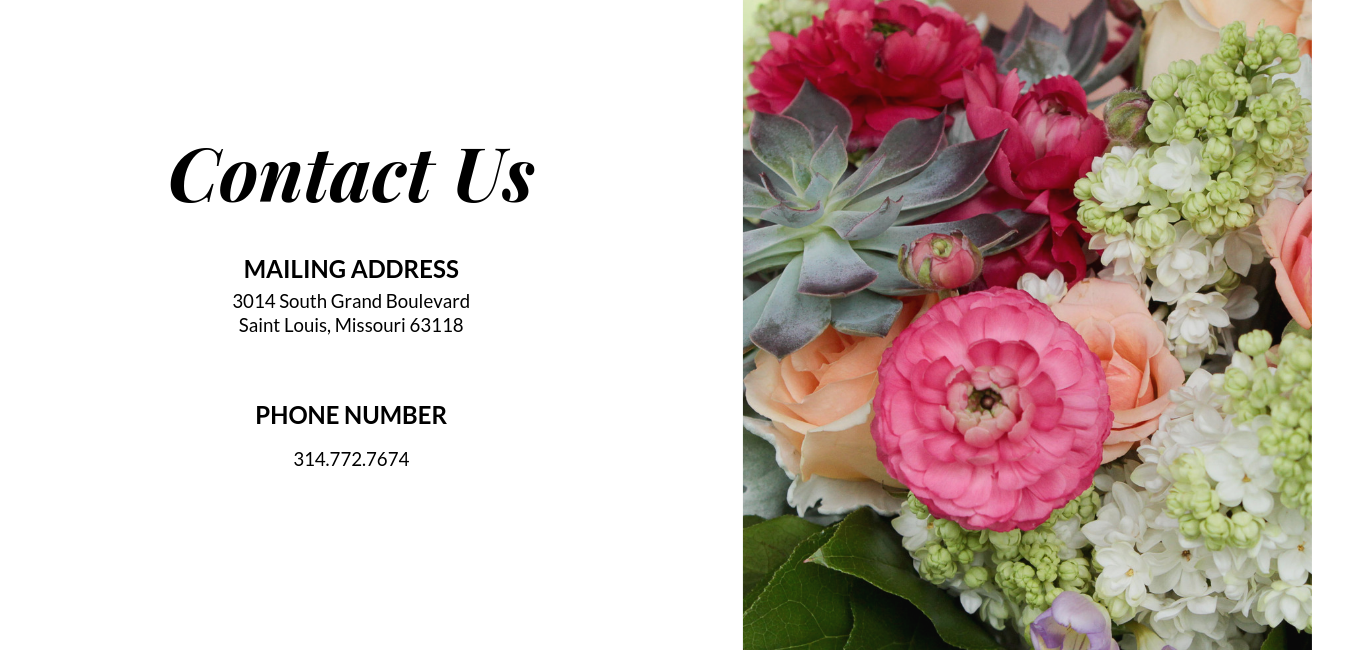 Contact Us
MAILING ADDRESS
3014 South Grand Boulevard
Saint Louis, Missouri 63118
PHONE NUMBER
314.772.7674